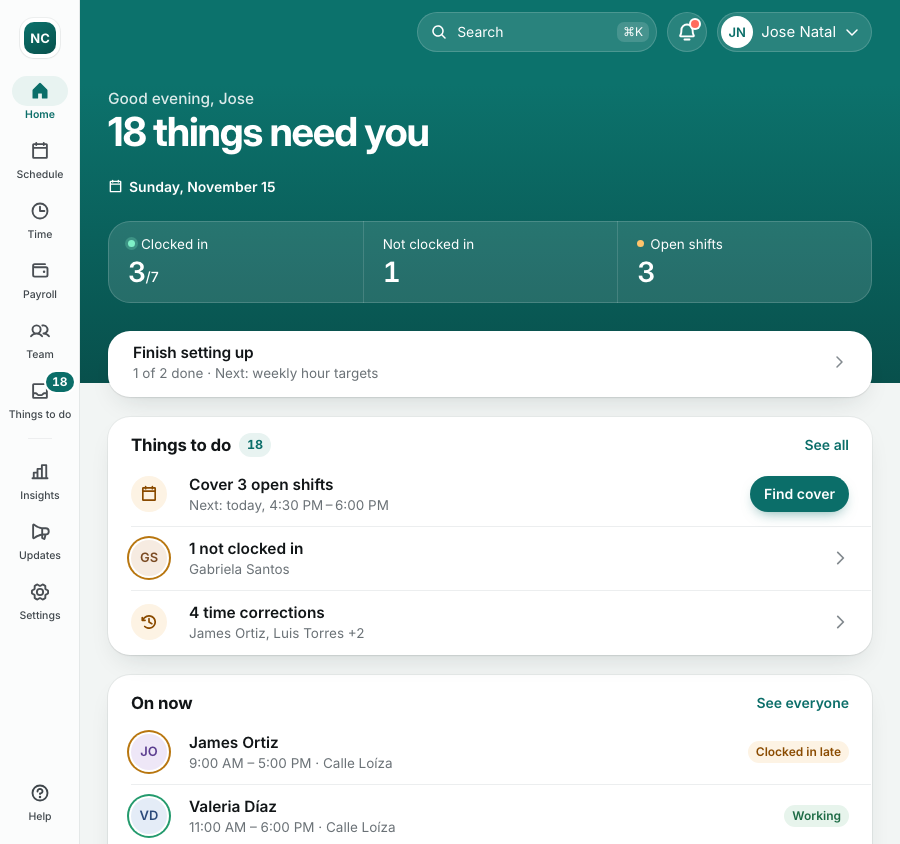 NC
Home
Schedule
Time
Payroll
Team
18
Things to do
Insights
Updates
Settings
Help
Search ⌘K
JN Jose Natal
Good evening, Jose
18 things need you
Sunday, November 15
Clocked in
3/7
Not clocked in
1
Open shifts
3
Finish setting up
1 of 2 done · Next: weekly hour targets
Things to do 18 See all
Cover 3 open shifts
Next: today, 4:30 PM – 6:00 PM
Find cover
GS
1 not clocked in
Gabriela Santos
4 time corrections
James Ortiz, Luis Torres +2
On now See everyone
JO
James Ortiz
9:00 AM – 5:00 PM · Calle Loíza
Clocked in late
VD
Valeria Díaz
11:00 AM – 6:00 PM · Calle Loíza
Working